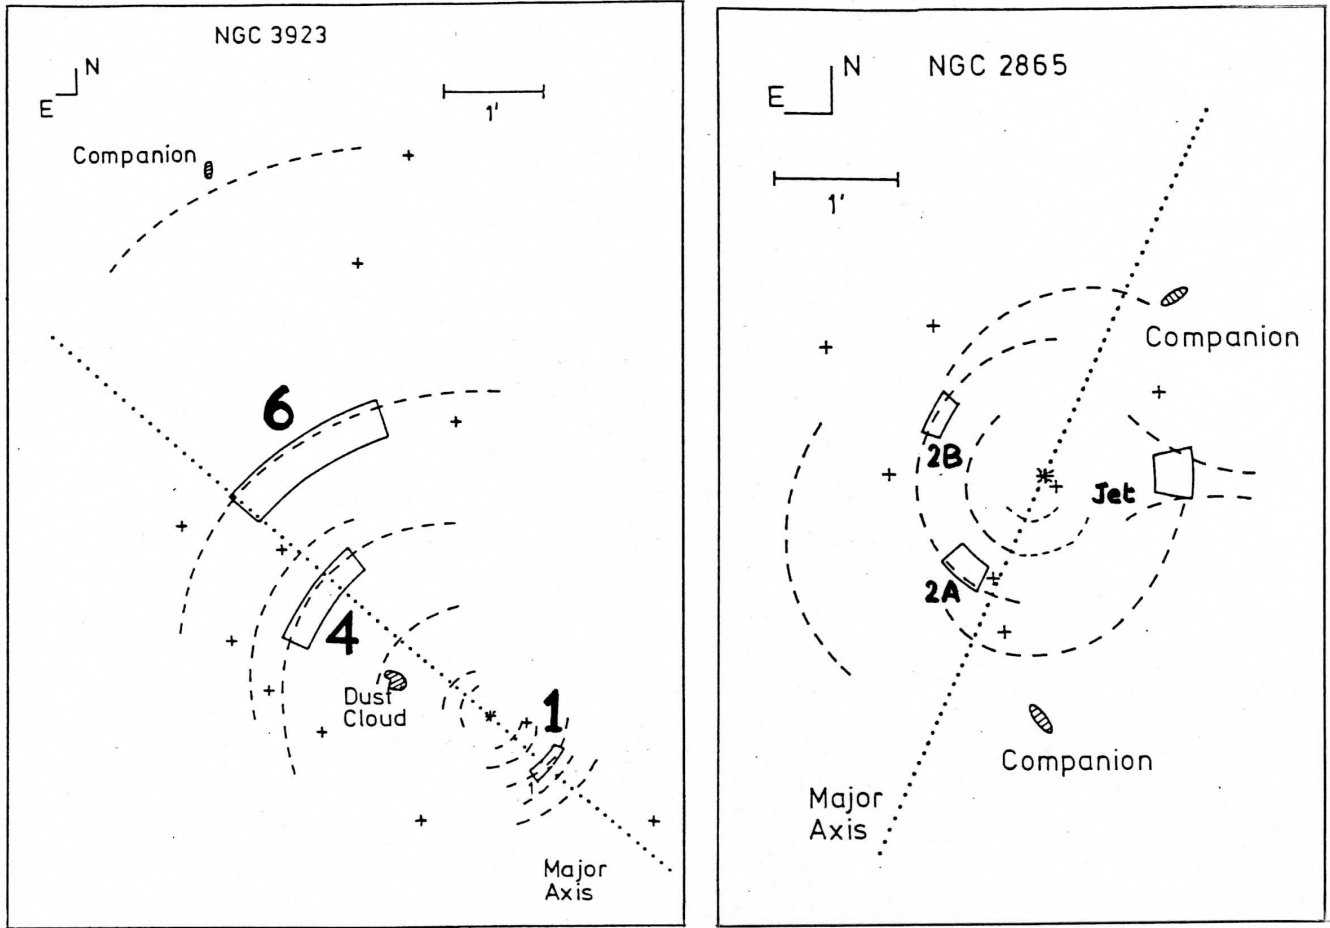 NGC 3923
N
E
1'
Companion
6
4
Dust
Cloud
1
Major
Axis
NGC 2865
N
E
1'
Companion
2B
Jet
2A
Companion
Major
Axis